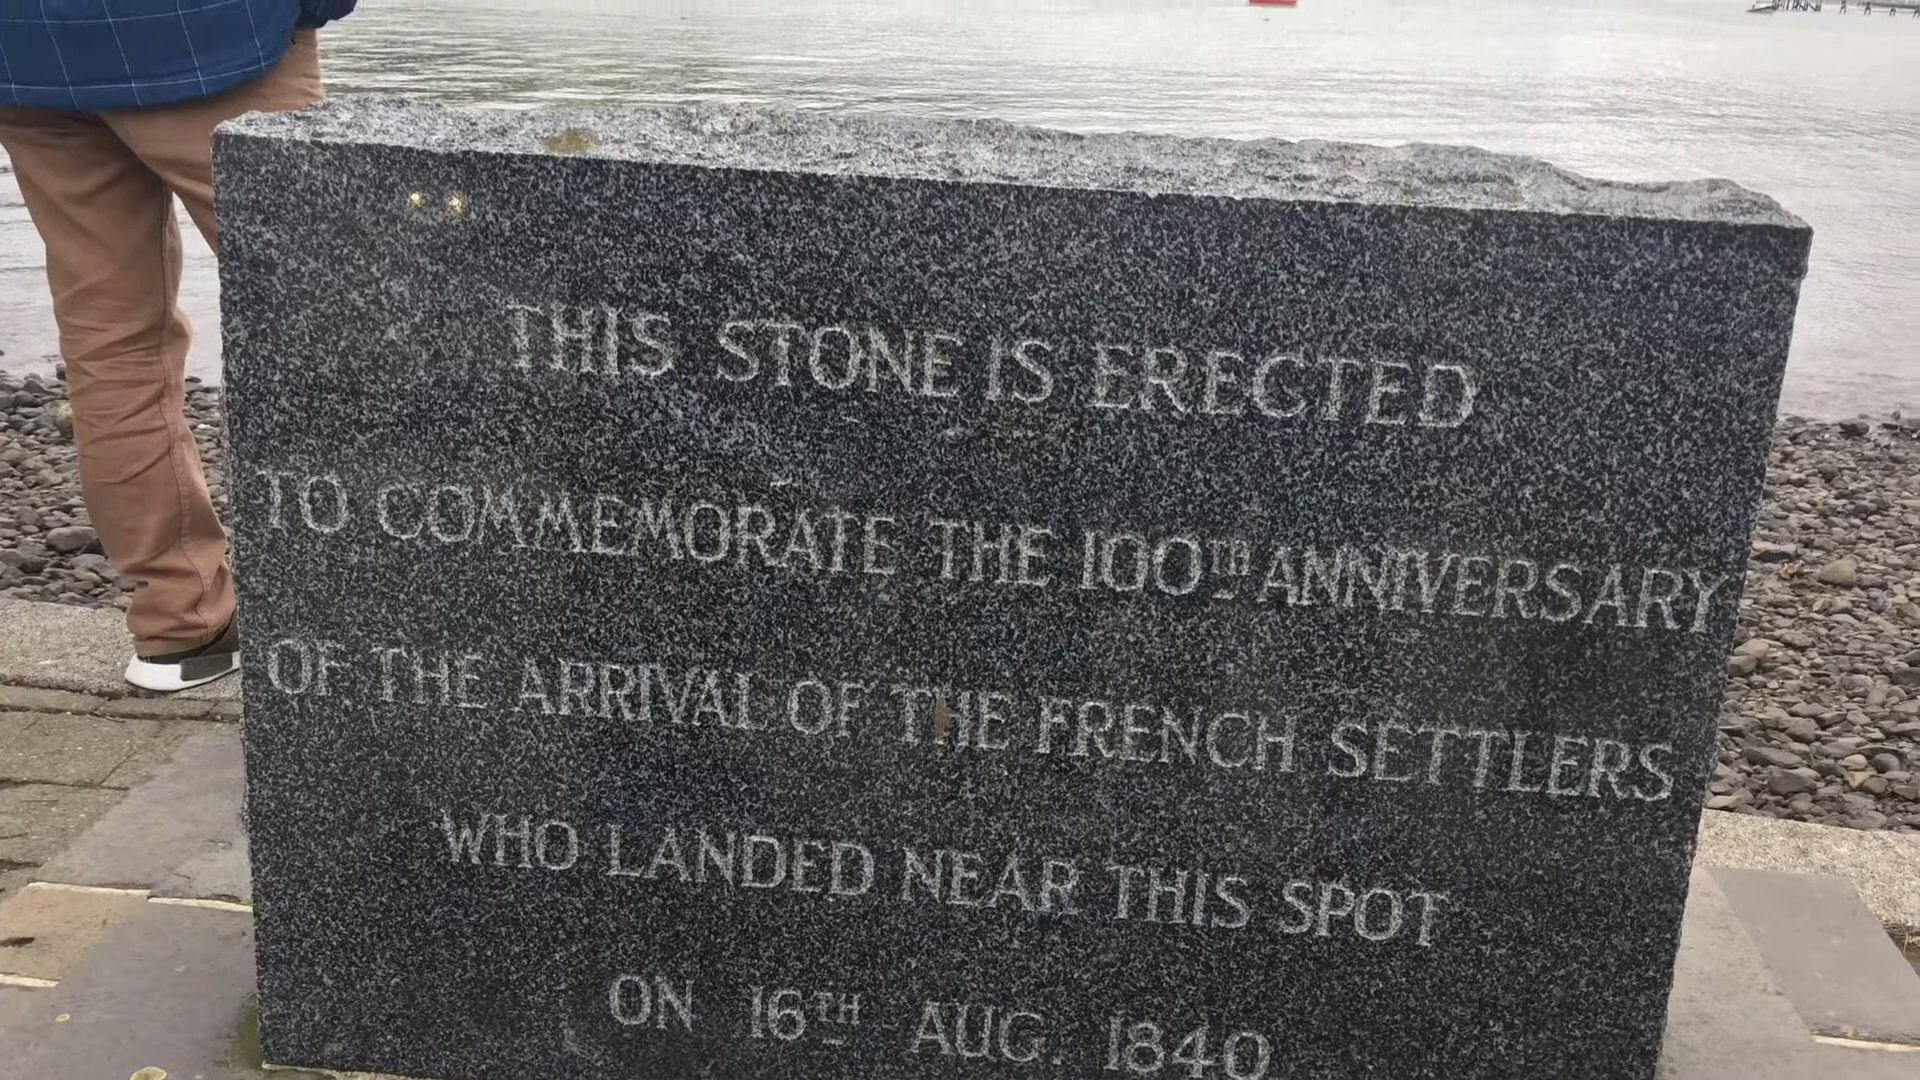 THIS STONE IS ERECTED
TO COMMEMORATE THE 100TH ANNIVERSARY
OF THE ARRIVAL OF THE FRENCH SETTLERS
WHO LANDED NEAR THIS SPOT
ON 16TH AUG. 1840